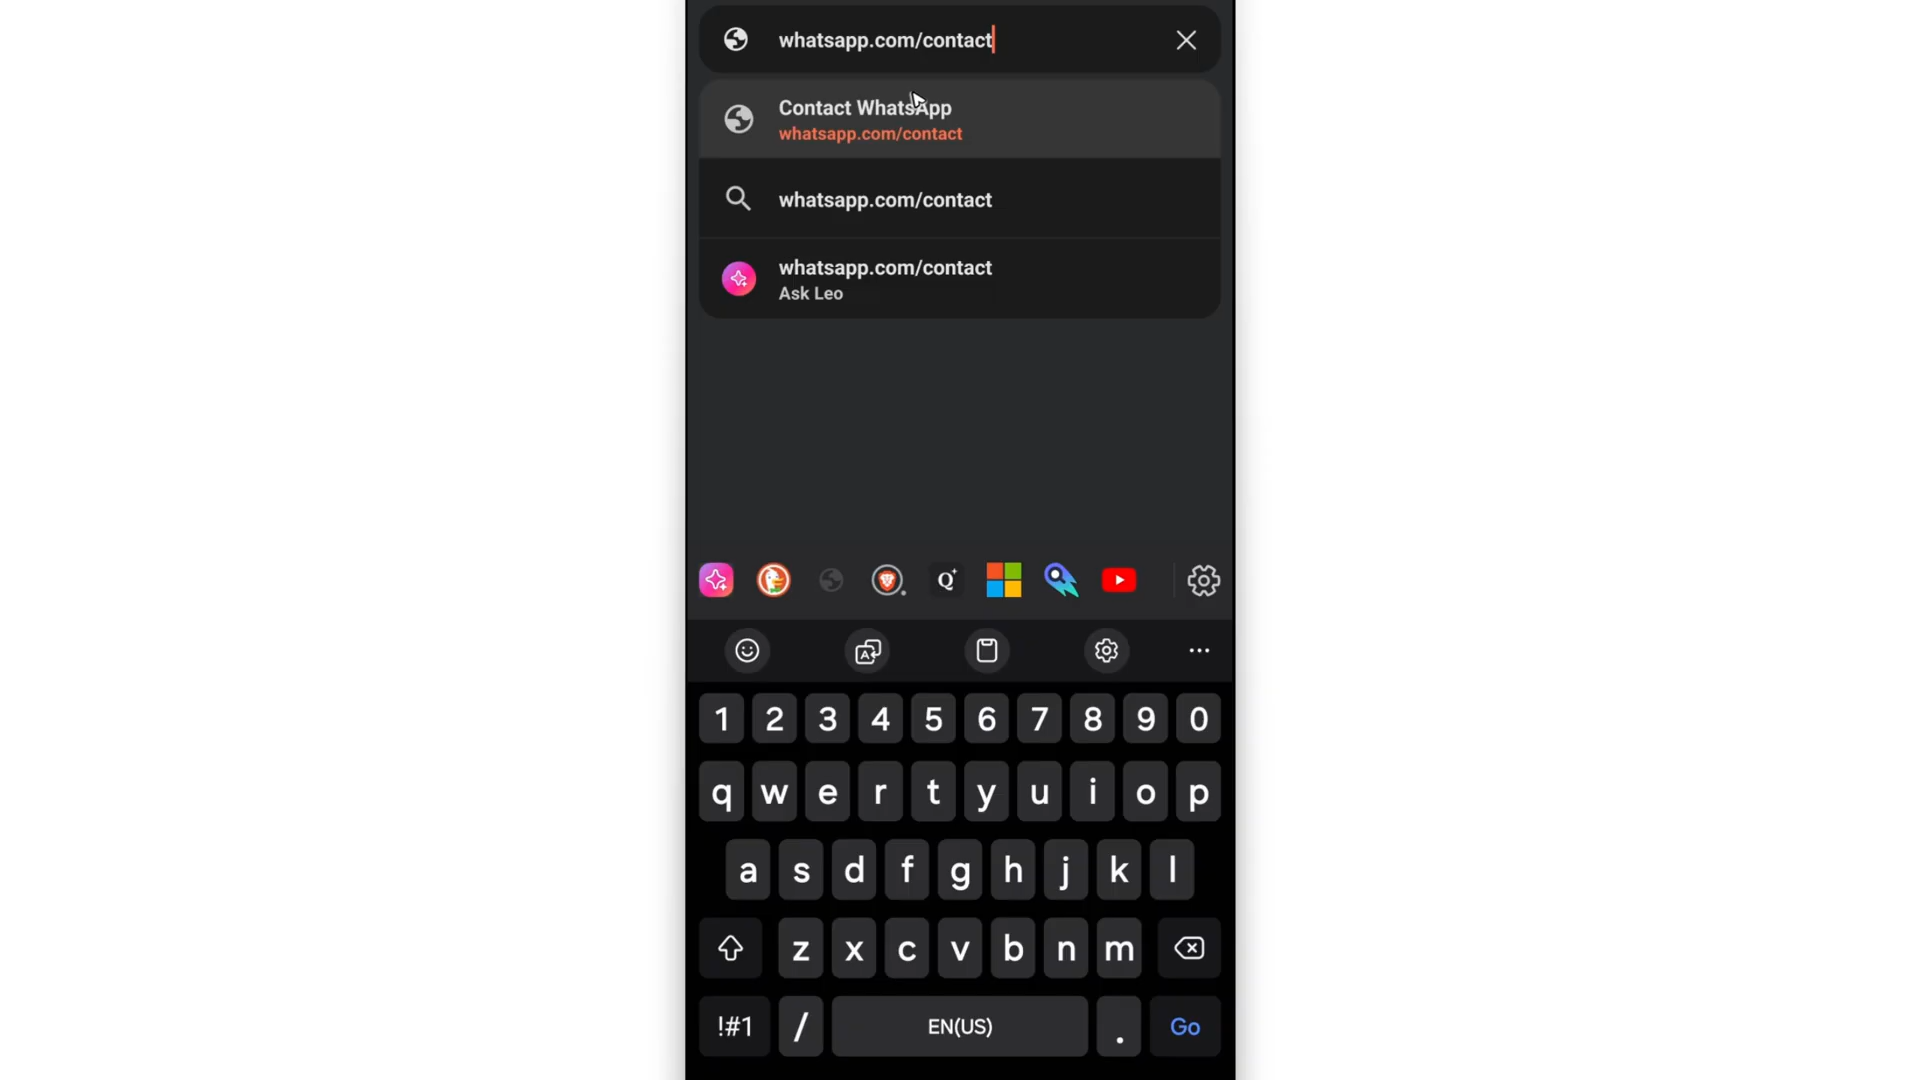 whatsapp.com/contact
Contact WhatsApp
whatsapp.com/contact
whatsapp.com/contact
whatsapp.com/contact
Ask Leo
Q
A
1 2 3 4 5 6 7 8 9 0
q w e r t y u i o p
a s d f g h j k l
z x c v b n m
!#1 / EN(US) . Go